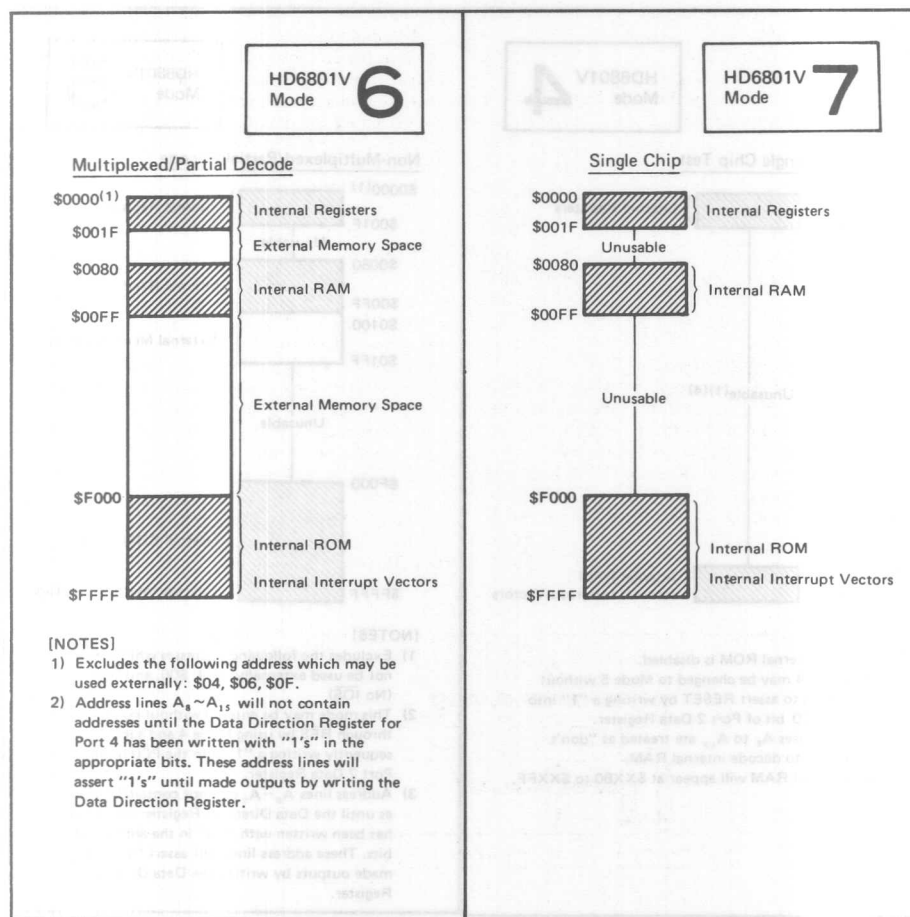 HD6801V
Mode 6
Multiplexed/Partial Decode
$0000(1)
Internal Registers
$001F
External Memory Space
$0080
Internal RAM
$00FF
External Memory Space
$F000
Internal ROM
Internal Interrupt Vectors
$FFFF
[NOTES]
1) Excludes the following address which may be
used externally: $04, $06, $0F.
2) Address lines A8~A15 will not contain
addresses until the Data Direction Register for
Port 4 has been written with "1's" in the
appropriate bits. These address lines will
assert "1's" until made outputs by writing the
Data Direction Register.
HD6801V
Mode 7
Single Chip
$0000
Internal Registers
$001F
Unusable
$0080
Internal RAM
$00FF
Unusable
$F000
Internal ROM
Internal Interrupt Vectors
$FFFF